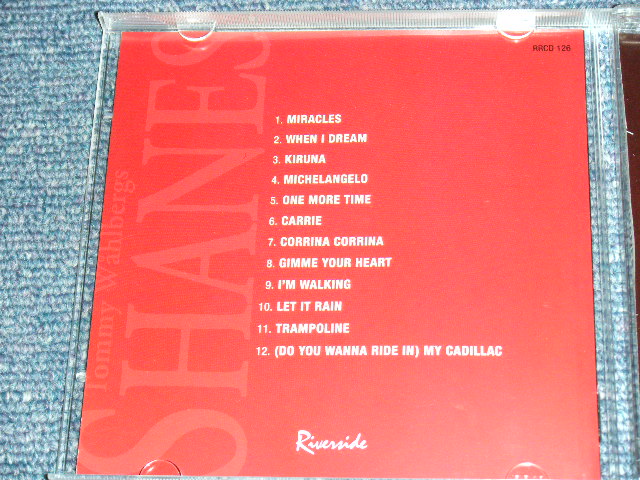 RRCD 126
Tommy Wahlbergs
SHANES
1. MIRACLES
2. WHEN I DREAM
3. KIRUNA
4. MICHELANGELO
5. ONE MORE TIME
6. CARRIE
7. CORRINA CORRINA
8. GIMME YOUR HEART
9. I'M WALKING
10. LET IT RAIN
11. TRAMPOLINE
12. (DO YOU WANNA RIDE IN) MY CADILLAC
Riverside